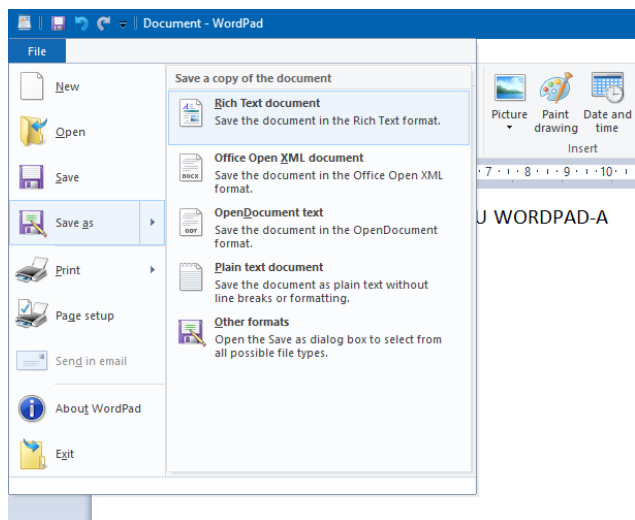 Document - WordPad
File
New
Open
Save
Save as
Print
Page setup
Send in email
About WordPad
Exit
Save a copy of the document
Rich Text document
Save the document in the Rich Text format.
Office Open XML document
DOCX
Save the document in the Office Open XML
format.
OpenDocument text
ODT
Save the document in the OpenDocument
format.
Plain text document
Save the document as plain text without
line breaks or formatting.
Other formats
Open the Save as dialog box to select from
all possible file types.
Picture
Paint
drawing
Date and
time
Insert
7 8 9 10
U WORDPAD-A